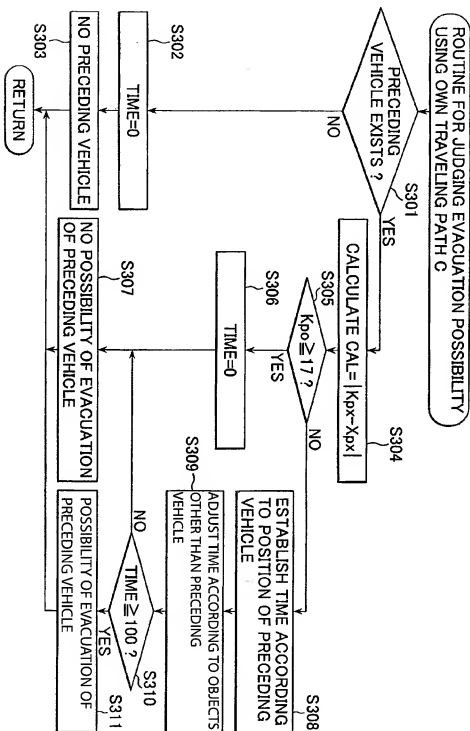 ROUTINE FOR JUDGING EVACUATION POSSIBILITY
USING OWN TRAVELING PATH C
S301
PRECEDING
VEHICLE EXISTS ?
YES
NO
S302
TIME=0
S303
NO PRECEDING VEHICLE
RETURN
S304
CALCULATE CAL= |Kpx-Xpx|
S305
Kpo≧17 ?
NO
YES
S306
TIME=0
S307
NO POSSIBILITY OF EVACUATION
OF PRECEDING VEHICLE
S308
ESTABLISH TIME ACCORDING
TO POSITION OF PRECEDING
VEHICLE
S309
ADJUST TIME ACCORDING TO OBJECTS
OTHER THAN PRECEDING
VEHICLE
S310
TIME≧100 ?
NO
YES
S311
POSSIBILITY OF EVACUATION OF
PRECEDING VEHICLE